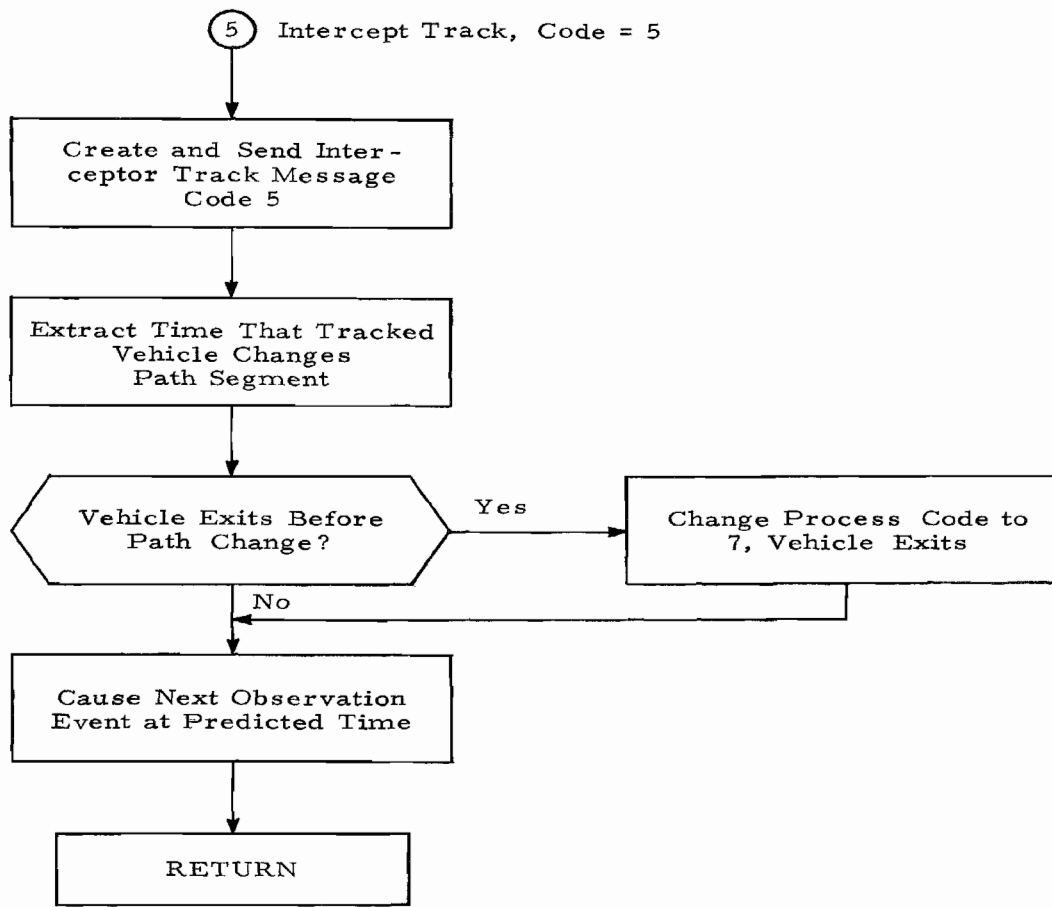 5 Intercept Track, Code = 5
Create and Send Inter-
ceptor Track Message
Code 5
Extract Time That Tracked
Vehicle Changes
Path Segment
Vehicle Exits Before
Path Change?
Yes
Change Process Code to
7, Vehicle Exits
No
Cause Next Observation
Event at Predicted Time
RETURN